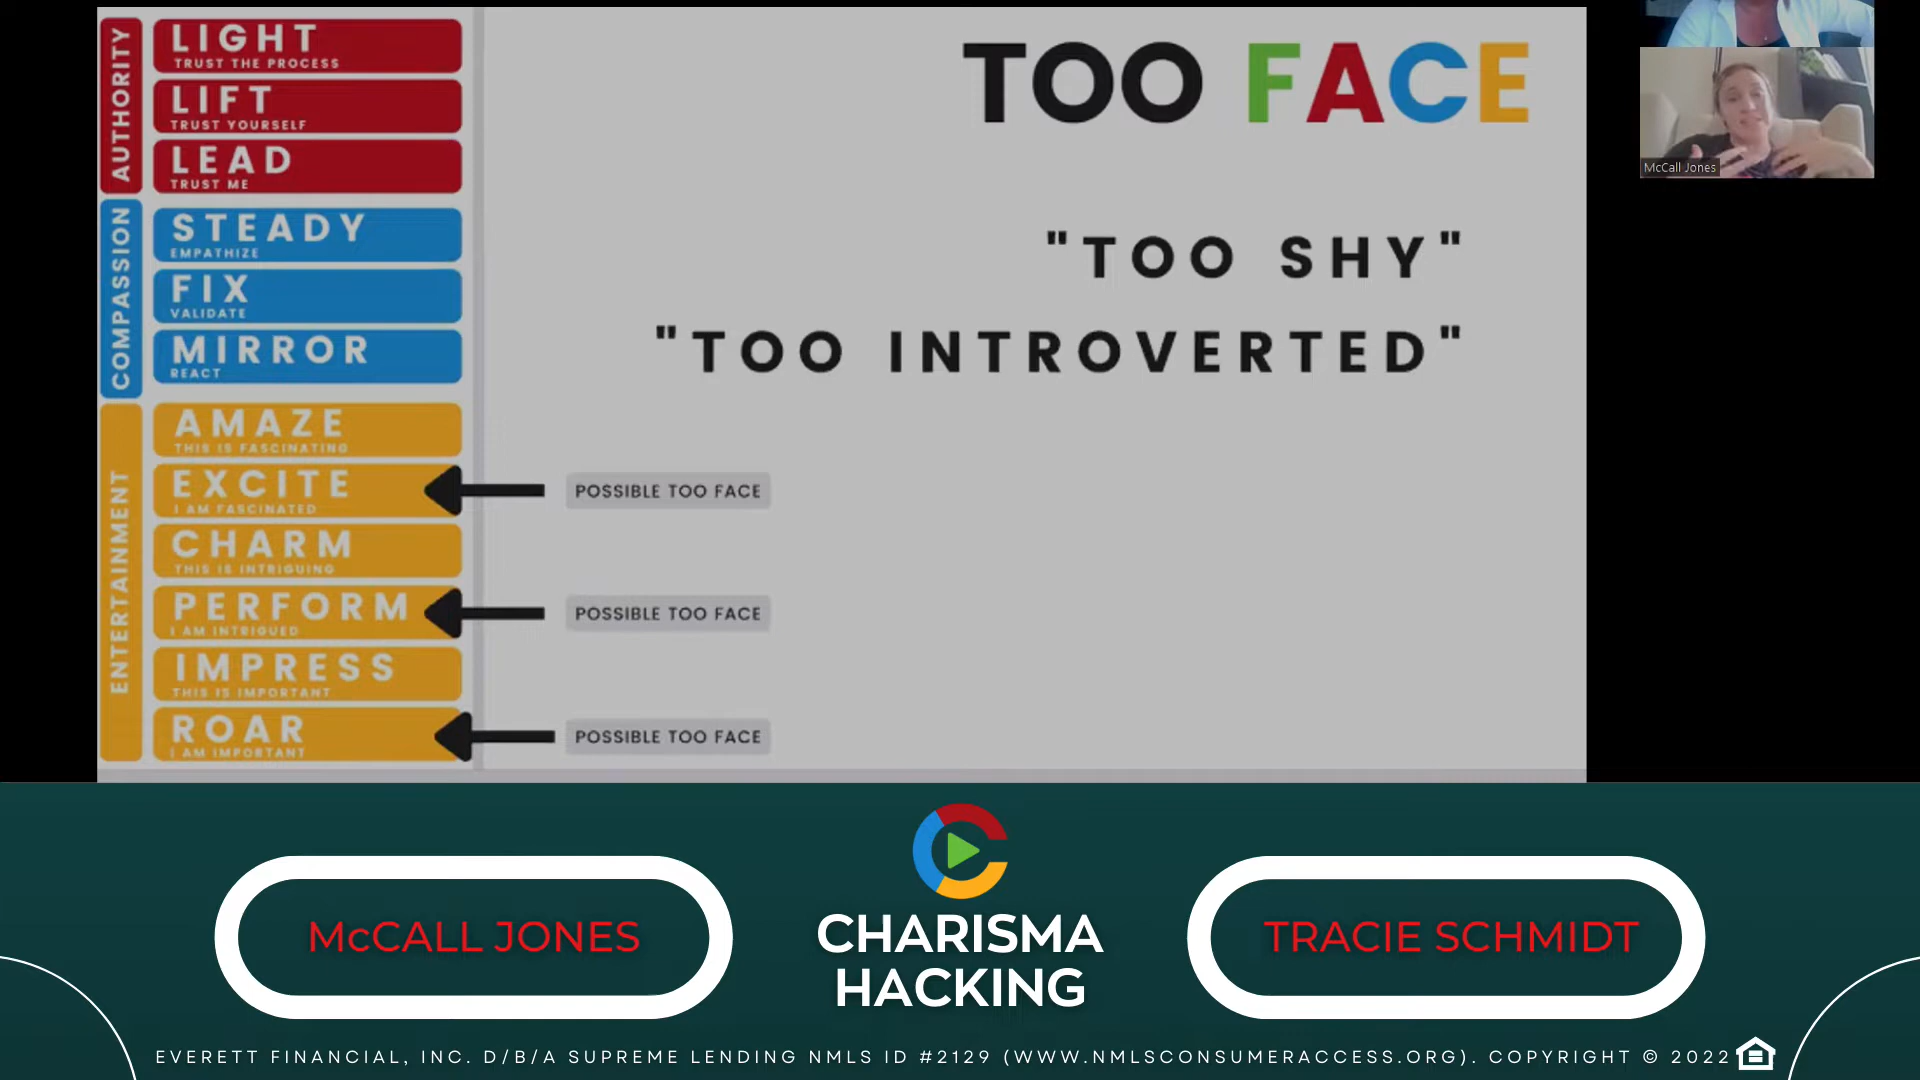 AUTHORITY
LIGHT
TRUST THE PROCESS
LIFT
TRUST YOURSELF
LEAD
TRUST ME
COMPASSION
STEADY
EMPATHIZE
FIX
VALIDATE
MIRROR
REACT
ENTERTAINMENT
AMAZE
THIS IS FASCINATING
EXCITE
I AM FASCINATED
CHARM
THIS IS INTRIGUING
PERFORM
I AM INTRIGUED
IMPRESS
THIS IS IMPORTANT
ROAR
I AM IMPORTANT
TOO FACE
"TOO SHY"
"TOO INTROVERTED"
POSSIBLE TOO FACE
POSSIBLE TOO FACE
POSSIBLE TOO FACE
McCall Jones
McCALL JONES
CHARISMA
HACKING
TRACIE SCHMIDT
EVERETT FINANCIAL, INC. D/B/A SUPREME LENDING NMLS ID #2129 (WWW.NMLSCONSUMERACCESS.ORG). COPYRIGHT © 2022